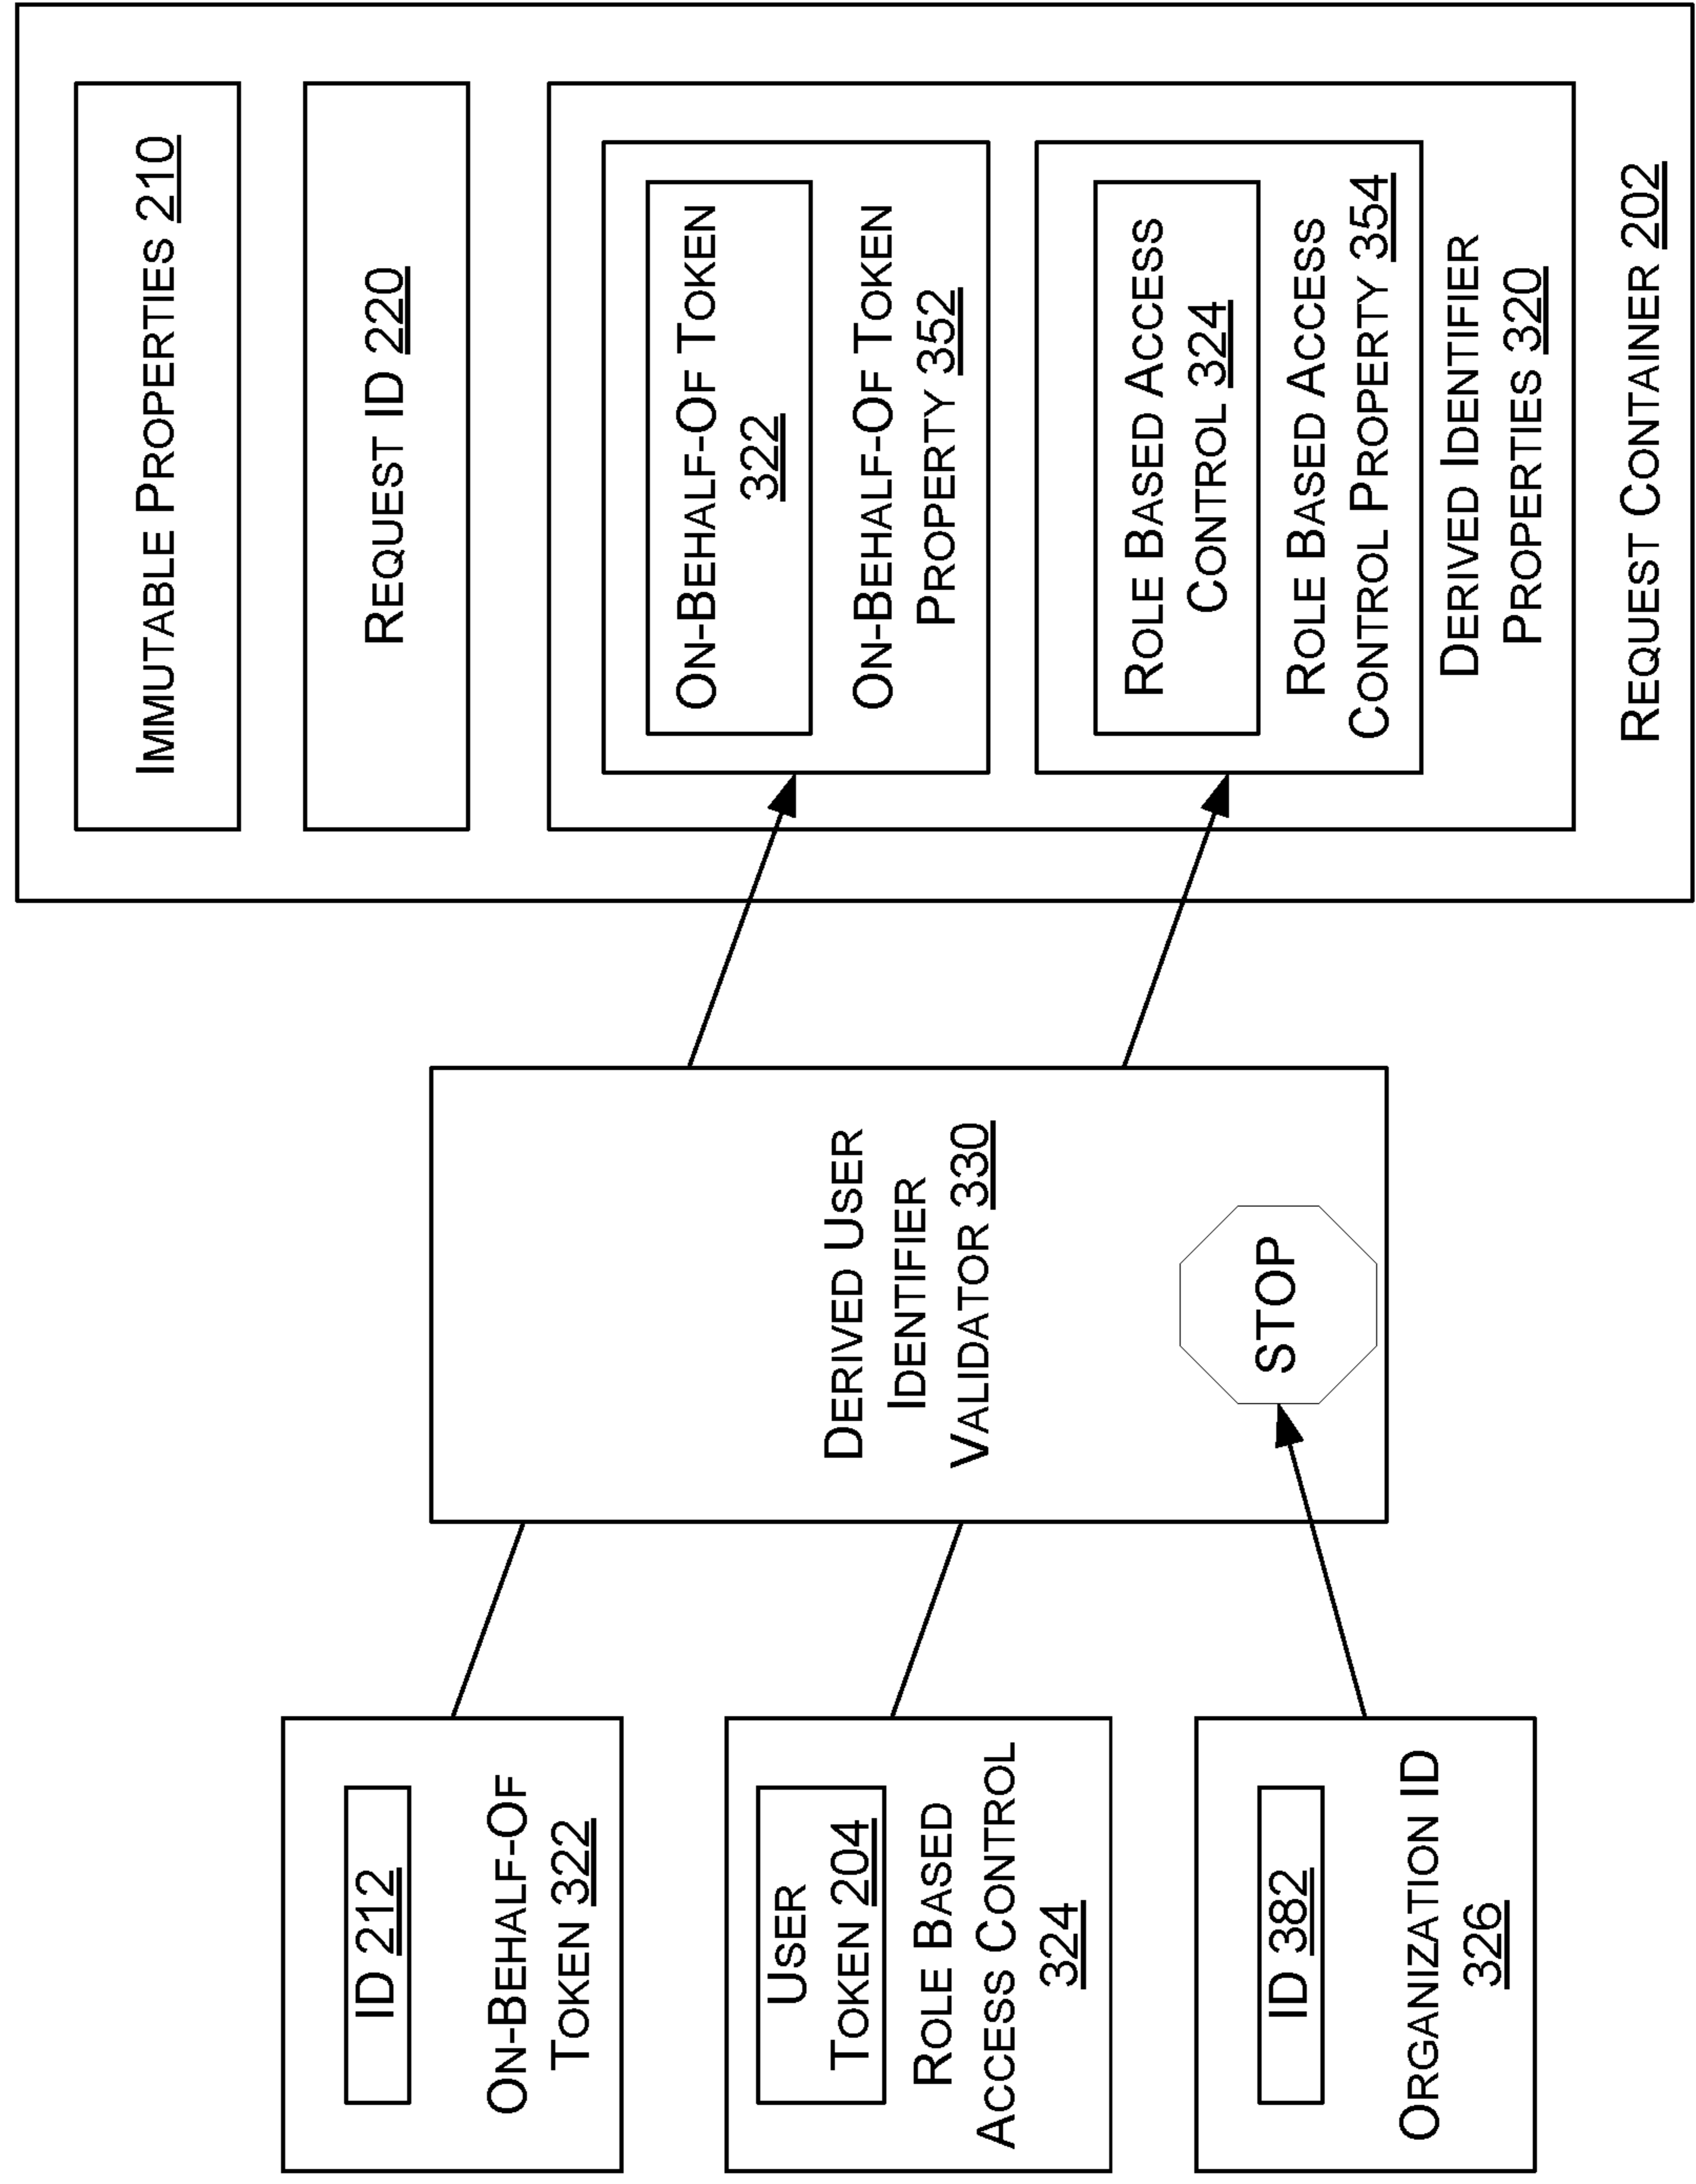 ID 212
ON-BEHALF-OF
TOKEN 322
USER
TOKEN 204
ROLE BASED
ACCESS CONTROL
324
ID 382
ORGANIZATION ID
326
DERIVED USER
IDENTIFIER
VALIDATOR 330
STOP
IMMUTABLE PROPERTIES 210
REQUEST ID 220
ON-BEHALF-OF TOKEN
322
ON-BEHALF-OF TOKEN
PROPERTY 352
ROLE BASED ACCESS
CONTROL 324
ROLE BASED ACCESS
CONTROL PROPERTY 354
DERIVED IDENTIFIER
PROPERTIES 320
REQUEST CONTAINER 202